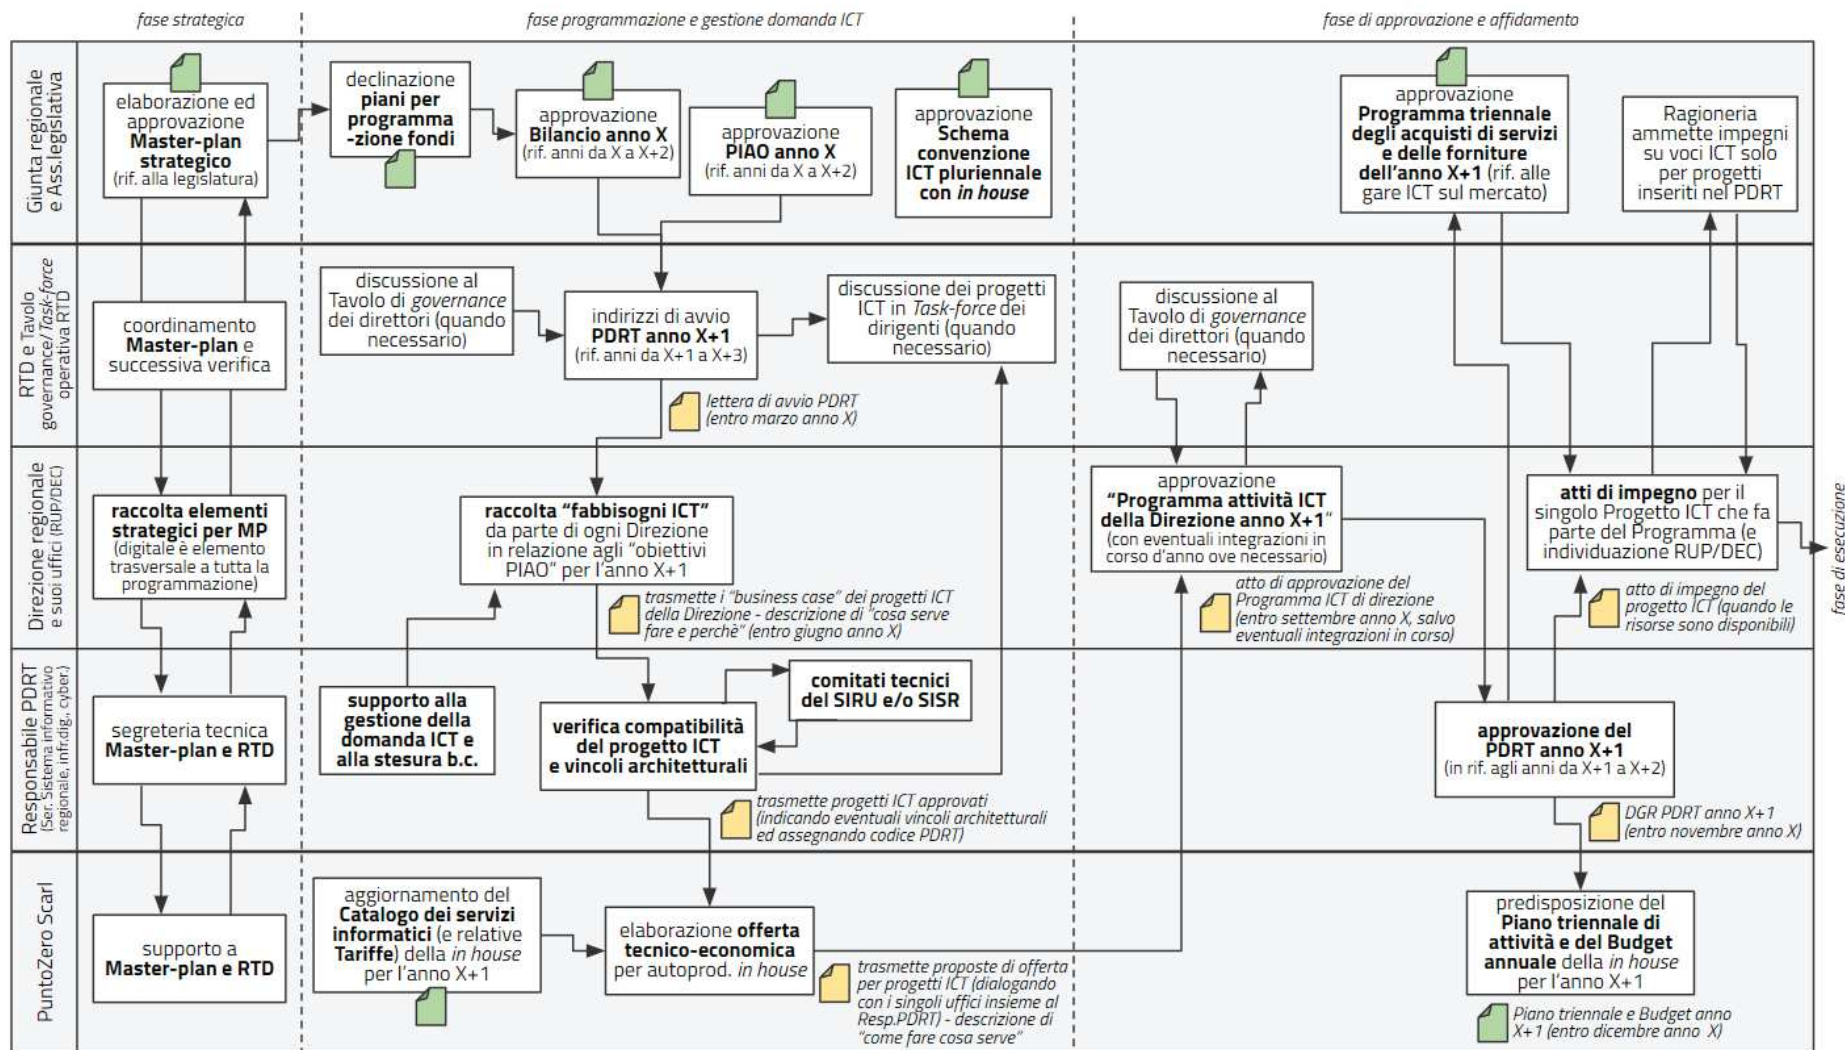 fase strategica
fase programmazione e gestione domanda ICT
fase di approvazione e affidamento
Giunta regionale
e Ass.legislativa
elaborazione ed
approvazione
Master-plan
strategico
(rif. alla legislatura)
declinazione
piani per
programma
-zione fondi
approvazione
Bilancio anno X
(rif. anni da X a X+2)
approvazione
PIAO anno X
(rif. anni da X a X+2)
approvazione
Schema
convenzione
ICT pluriennale
con in house
approvazione
Programma triennale
degli acquisti di servizi
e delle forniture
dell'anno X+1 (rif. alle
gare ICT sul mercato)
Ragioneria
ammette impegni
su voci ICT solo
per progetti
inseriti nel PDRT
RTD e Tavolo
governance/ Task-force
operativa RTD
coordinamento
Master-plan e
successiva verifica
discussione al
Tavolo di governance
dei direttori (quando
necessario)
indirizzi di avvio
PDRT anno X+1
(rif. anni da X+1 a X+3)
discussione dei progetti
ICT in Task-force dei
dirigenti (quando
necessario)
lettera di avvio PDRT
(entro marzo anno X)
discussione al
Tavolo di governance
dei direttori (quando
necessario)
Direzione regionale
e suoi uffici (RUP/DEC)
raccolta elementi
strategici per MP
(digitale è elemento
trasversale a tutta la
programmazione)
raccolta "fabbisogni ICT"
da parte di ogni Direzione
in relazione agli "obiettivi
PIAO" per l'anno X+1
trasmette i "business case" dei progetti ICT
della Direzione - descrizione di "cosa serve
fare e perchè" (entro giugno anno X)
approvazione
"Programma attività ICT
della Direzione anno X+1"
(con eventuali integrazioni in
corso d'anno ove necessario)
atto di approvazione del
Programma ICT di direzione
(entro settembre anno X, salvo
eventuali integrazioni in corso)
atti di impegno per il
singolo Progetto ICT che fa
parte del Programma (e
individuazione RUP/DEC)
atto di impegno del
progetto ICT (quando le
risorse sono disponibili)
fase di esecuzione
Responsabile PDRT
(Ser. Sistema informativo
regionale, infr.dig., cyber.)
segreteria tecnica
Master-plan e RTD
supporto alla
gestione della
domanda ICT e
alla stesura b.c.
verifica compatibilità
del progetto ICT
e vincoli architetturali
comitati tecnici
del SIRU e/o SISR
trasmette progetti ICT approvati
(indicando eventuali vincoli architetturali
ed assegnando codice PDRT)
approvazione del
PDRT anno X+1
(in rif. agli anni da X+1 a X+2)
DGR PDRT anno X+1
(entro novembre anno X)
PuntoZero Scarl
supporto a
Master-plan e RTD
aggiornamento del
Catalogo dei servizi
informatici (e relative
Tariffe) della in house
per l'anno X+1
elaborazione offerta
tecnico-economica
per autoprod. in house
trasmette proposte di offerta
per progetti ICT (dialogando
con i singoli uffici insieme al
Resp.PDRT) - descrizione di
"come fare cosa serve"
predisposizione del
Piano triennale di
attività e del Budget
annuale della in house
per l'anno X+1
Piano triennale e Budget anno
X+1 (entro dicembre anno X)